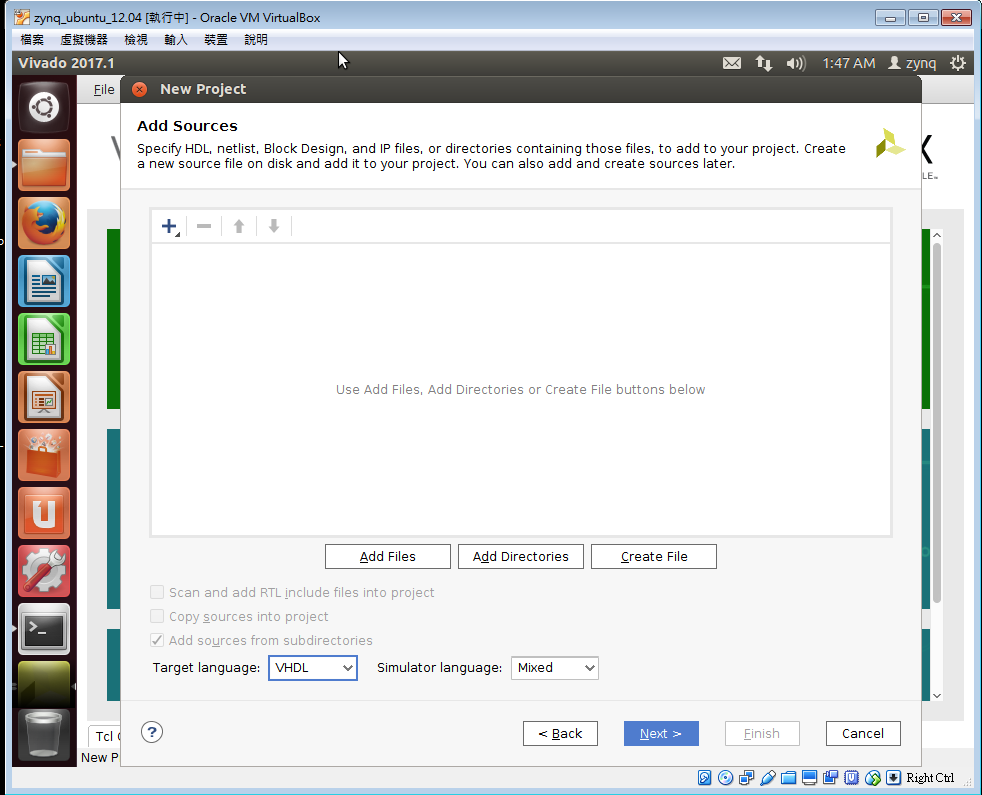 zynq_ubuntu_12.04 [執行中] - Oracle VM VirtualBox
檔案 虛擬機器 檢視 輸入 裝置 說明
Vivado 2017.1 1:47 AM zynq
File
New Project
Add Sources
Specify HDL, netlist, Block Design, and IP files, or directories containing those files, to add to your project. Create
a new source file on disk and add it to your project. You can also add and create sources later.
Use Add Files, Add Directories or Create File buttons below
Add Files Add Directories Create File
Scan and add RTL include files into project
Copy sources into project
Add sources from subdirectories
Target language: VHDL Simulator language: Mixed
? < Back Next > Finish Cancel
Tcl
New P
Right Ctrl